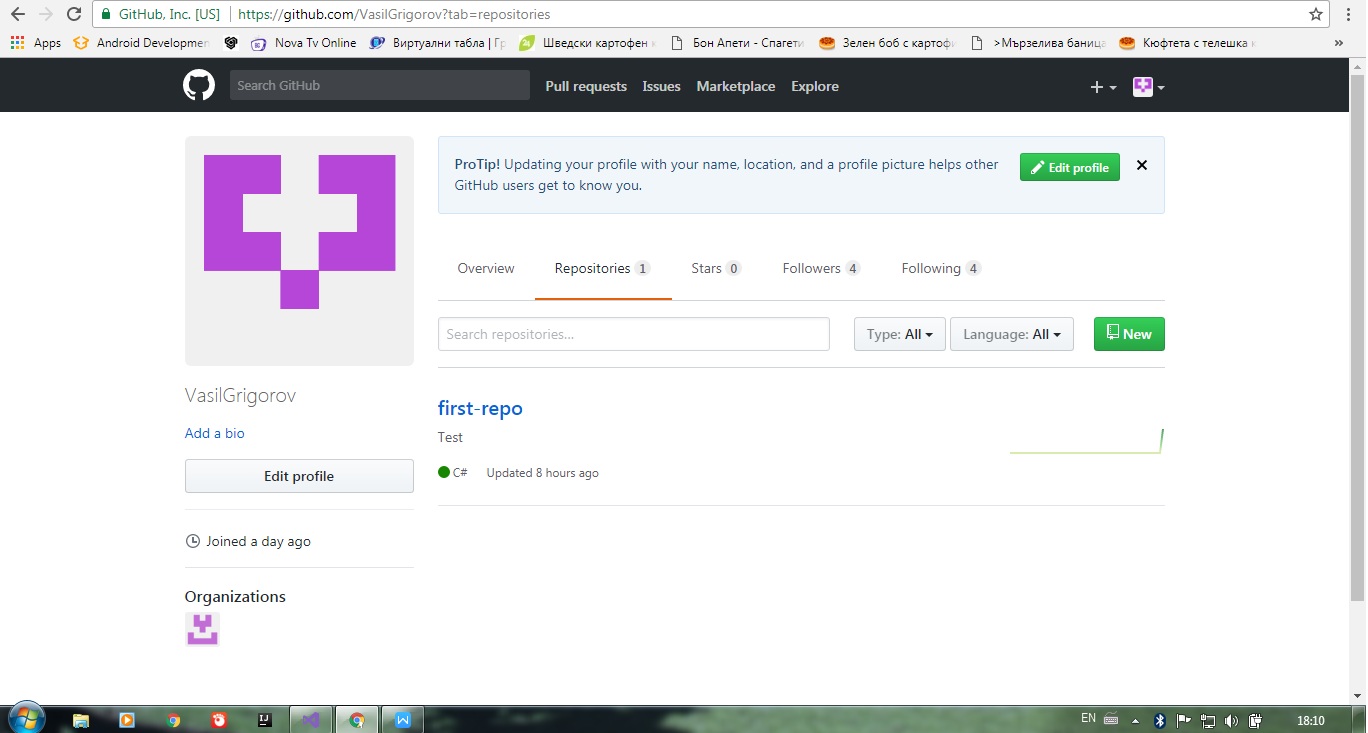 GitHub, Inc. [US] https://github.com/VasilGrigorov?tab=repositories
Apps Android Developmen Nova Tv Online Виртуални табла | Гр Шведски картофен Бон Апети - Спагети Зелен боб с картофи >Мързелива баница Кюфтета с телешка к »
Search GitHub Pull requests Issues Marketplace Explore
ProTip! Updating your profile with your name, location, and a profile picture helps other
GitHub users get to know you.
Edit profile
Overview Repositories 1 Stars 0 Followers 4 Following 4
Search repositories... Type: All Language: All New
VasilGrigorov
Add a bio
Edit profile
Joined a day ago
Organizations
first-repo
Test
C# Updated 8 hours ago
EN 18:10